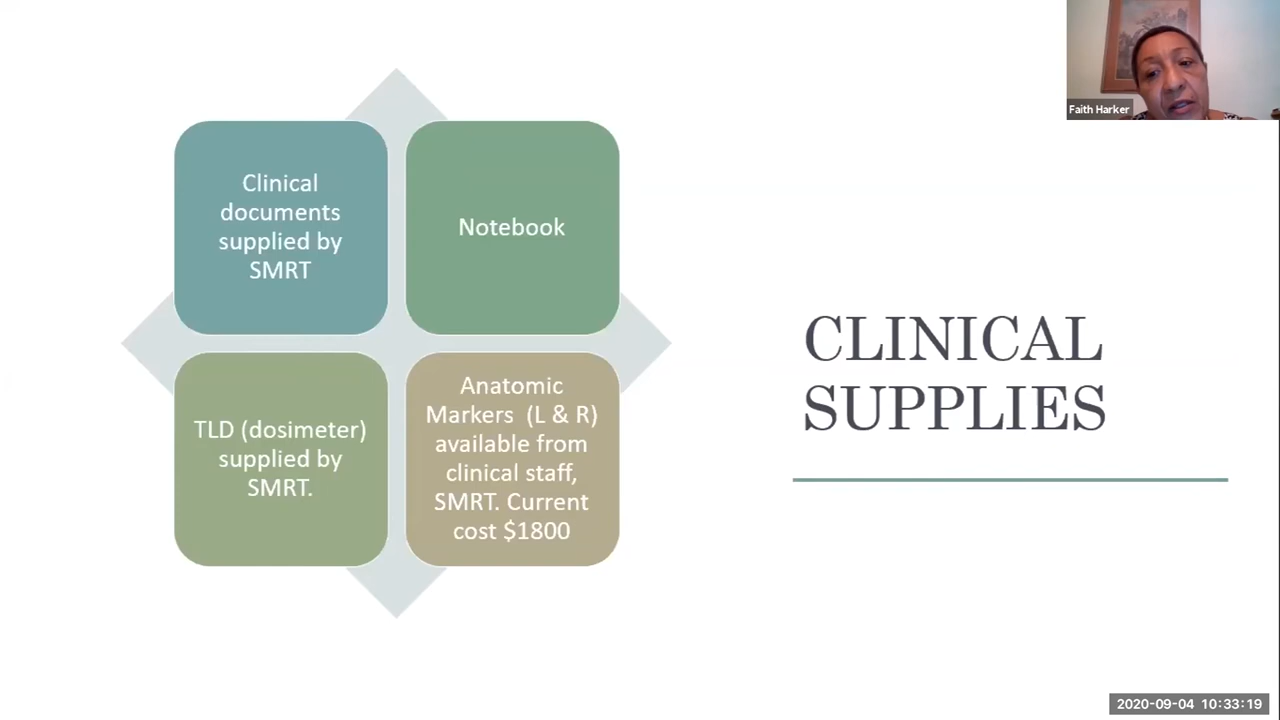 Faith Harker
Clinical
documents
supplied by
SMRT
Notebook
TLD (dosimeter)
supplied by
SMRT.
Anatomic
Markers  (L & R)
available from
clinical staff,
SMRT. Current
cost $1800
CLINICAL
SUPPLIES
2020-09-04 10:33:19